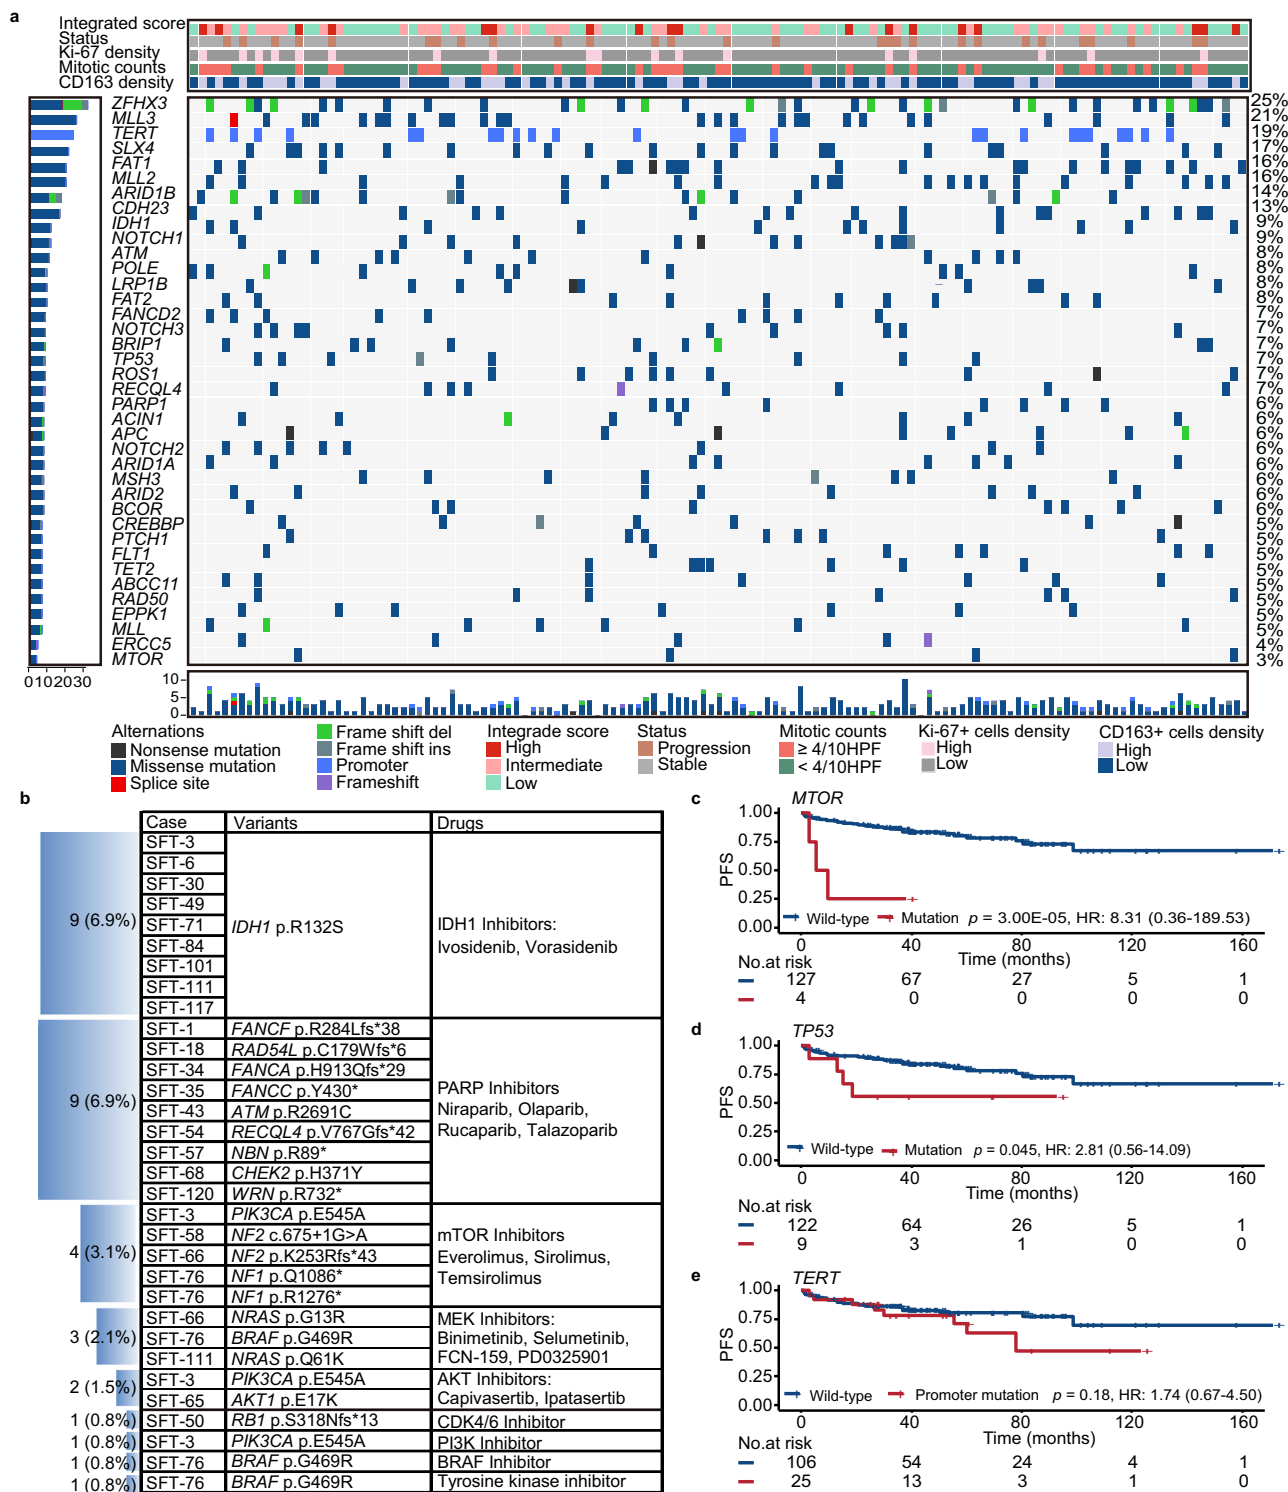 a
Integrated score
Status
Ki-67 density
Mitotic counts
CD163 density
ZFHX3 25%
MLL3 21%
TERT 19%
SLX4 17%
FAT1 16%
MLL2 16%
ARID1B 14%
CDH23 13%
IDH1 9%
NOTCH1 9%
ATM 8%
POLE 8%
LRP1B 8%
FAT2 8%
FANCD2 7%
NOTCH3 7%
BRIP1 7%
TP53 7%
ROS1 7%
RECQL4 7%
PARP1 6%
ACIN1 6%
APC 6%
NOTCH2 6%
ARID1A 6%
MSH3 6%
ARID2 6%
BCOR 6%
CREBBP 5%
PTCH1 5%
FLT1 5%
TET2 5%
ABCC11 5%
RAD50 5%
EPPK1 5%
MLL 5%
ERCC5 4%
MTOR 3%
0102030
10
5
0
Alternations
Nonsense mutation
Missense mutation
Splice site
Frame shift del
Frame shift ins
Promoter
Frameshift
Integrade score
High
Intermediate
Low
Status
Progression
Stable
Mitotic counts
≥ 4/10HPF
< 4/10HPF
Ki-67+ cells density
High
Low
CD163+ cells density
High
Low
b
Case Variants Drugs
9 (6.9%)
SFT-3
SFT-6
SFT-30
SFT-49
SFT-71
SFT-84
SFT-101
SFT-111
SFT-117
IDH1 p.R132S
IDH1 Inhibitors:
Ivosidenib, Vorasidenib
9 (6.9%)
SFT-1 FANCF p.R284Lfs*38
SFT-18 RAD54L p.C179Wfs*6
SFT-34 FANCA p.H913Qfs*29
SFT-35 FANCC p.Y430*
SFT-43 ATM p.R2691C
SFT-54 RECQL4 p.V767Gfs*42
SFT-57 NBN p.R89*
SFT-68 CHEK2 p.H371Y
SFT-120 WRN p.R732*
PARP Inhibitors
Niraparib, Olaparib,
Rucaparib, Talazoparib
4 (3.1%)
SFT-3 PIK3CA p.E545A
SFT-58 NF2 c.675+1G>A
SFT-66 NF2 p.K253Rfs*43
SFT-76 NF1 p.Q1086*
SFT-76 NF1 p.R1276*
mTOR Inhibitors
Everolimus, Sirolimus,
Temsirolimus
3 (2.1%)
SFT-66 NRAS p.G13R
SFT-76 BRAF p.G469R
SFT-111 NRAS p.Q61K
MEK Inhibitors:
Binimetinib, Selumetinib,
FCN-159, PD0325901
2 (1.5%)
SFT-3 PIK3CA p.E545A
SFT-65 AKT1 p.E17K
AKT Inhibitors:
Capivasertib, Ipatasertib
1 (0.8%) SFT-50 RB1 p.S318Nfs*13 CDK4/6 Inhibitor
1 (0.8%) SFT-3 PIK3CA p.E545A PI3K Inhibitor
1 (0.8%) SFT-76 BRAF p.G469R BRAF Inhibitor
1 (0.8%) SFT-76 BRAF p.G469R Tyrosine kinase inhibitor
c
MTOR
PFS
1.00
0.75
0.50
0.25
0.00
Wild-type Mutation p = 3.00E-05, HR: 8.31 (0.36-189.53)
0 40 80 120 160
Time (months)
No.at risk
127 67 27 5 1
4 0 0 0 0
d
TP53
PFS
1.00
0.75
0.50
0.25
0.00
Wild-type Mutation p = 0.045, HR: 2.81 (0.56-14.09)
0 40 80 120 160
Time (months)
No.at risk
122 64 26 5 1
9 3 1 0 0
e
TERT
PFS
1.00
0.75
0.50
0.25
0.00
Wild-type Promoter mutation p = 0.18, HR: 1.74 (0.67-4.50)
0 40 80 120 160
Time (months)
No.at risk
106 54 24 4 1
25 13 3 1 0